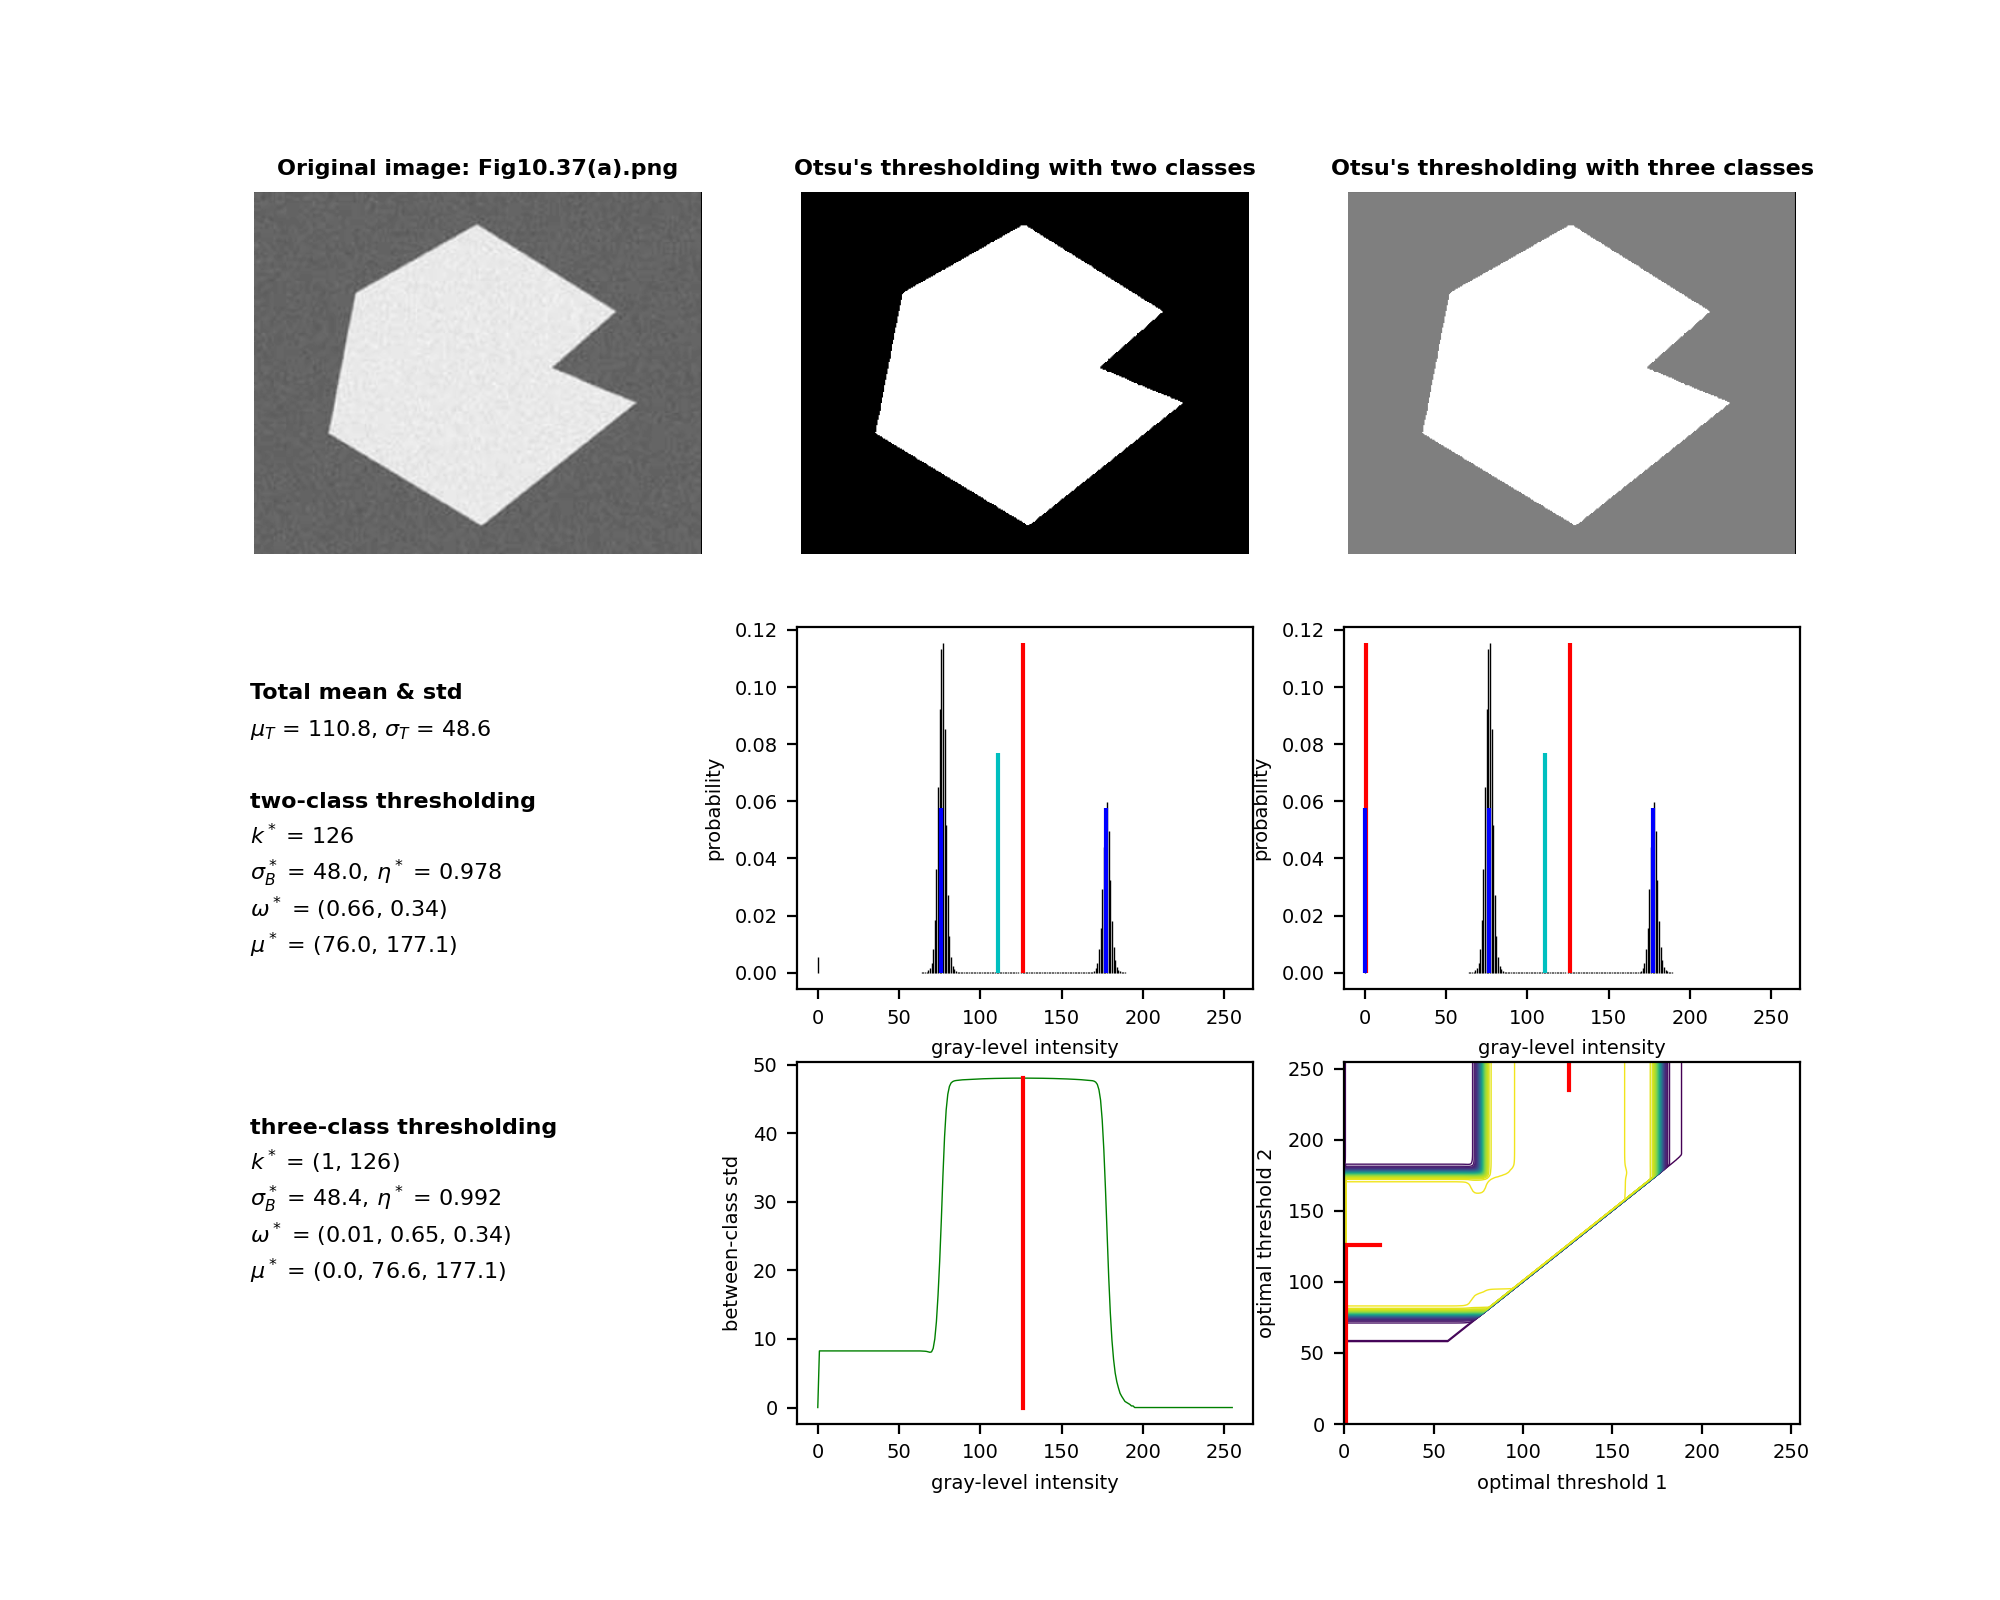 Original image: Fig10.37(a).png
Otsu's thresholding with two classes
Otsu's thresholding with three classes
Total mean & std
μ_T = 110.8, σ_T = 48.6
two-class thresholding
k* = 126
σ_B* = 48.0, η* = 0.978
ω* = (0.66, 0.34)
μ* = (76.0, 177.1)
probability
0.12
0.10
0.08
0.06
0.04
0.02
0.00
0 50 100 150 200 250
gray-level intensity
probability
0.12
0.10
0.08
0.06
0.04
0.02
0.00
0 50 100 150 200 250
gray-level intensity
three-class thresholding
k* = (1, 126)
σ_B* = 48.4, η* = 0.992
ω* = (0.01, 0.65, 0.34)
μ* = (0.0, 76.6, 177.1)
between-class std
50
40
30
20
10
0
0 50 100 150 200 250
gray-level intensity
optimal threshold 2
250
200
150
100
50
0
0 50 100 150 200 250
optimal threshold 1